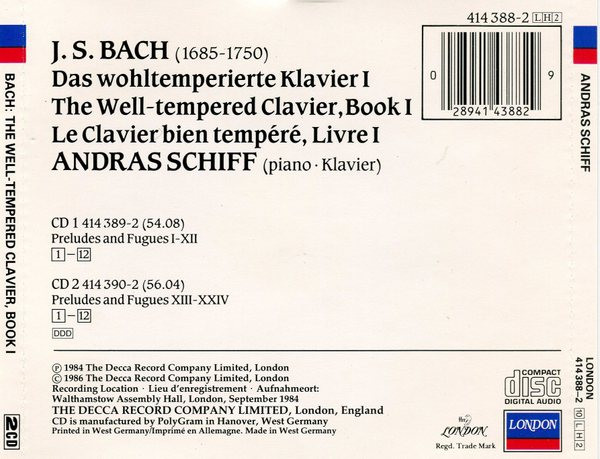 414 388-2 LH2
J. S. BACH (1685-1750)
Das wohltemperierte Klavier I
The Well-tempered Clavier, Book I
Le Clavier bien tempéré, Livre I
ANDRAS SCHIFF (piano · Klavier)
0 28941 43882 9
CD 1 414 389-2 (54.08)
Preludes and Fugues I-XII
1 – 12
CD 2 414 390-2 (56.04)
Preludes and Fugues XIII-XXIV
1 – 12
DDD
Ⓟ 1984 The Decca Record Company Limited, London
© 1986 The Decca Record Company Limited, London
Recording Location · Lieu d'enregistrement · Aufnahmeort:
Walthamstow Assembly Hall, London, September 1984
THE DECCA RECORD COMPANY LIMITED, London, England
CD is manufactured by PolyGram in Hanover, West Germany
Printed in West Germany/Imprimé en Allemagne. Made in West Germany
COMPACT
disc
DIGITAL AUDIO
the
LONDON
Regd. Trade Mark
LONDON
BACH: THE WELL-TEMPERED CLAVIER, BOOK I
2CD
ANDRAS SCHIFF
LONDON
414 388-2 10 LH2